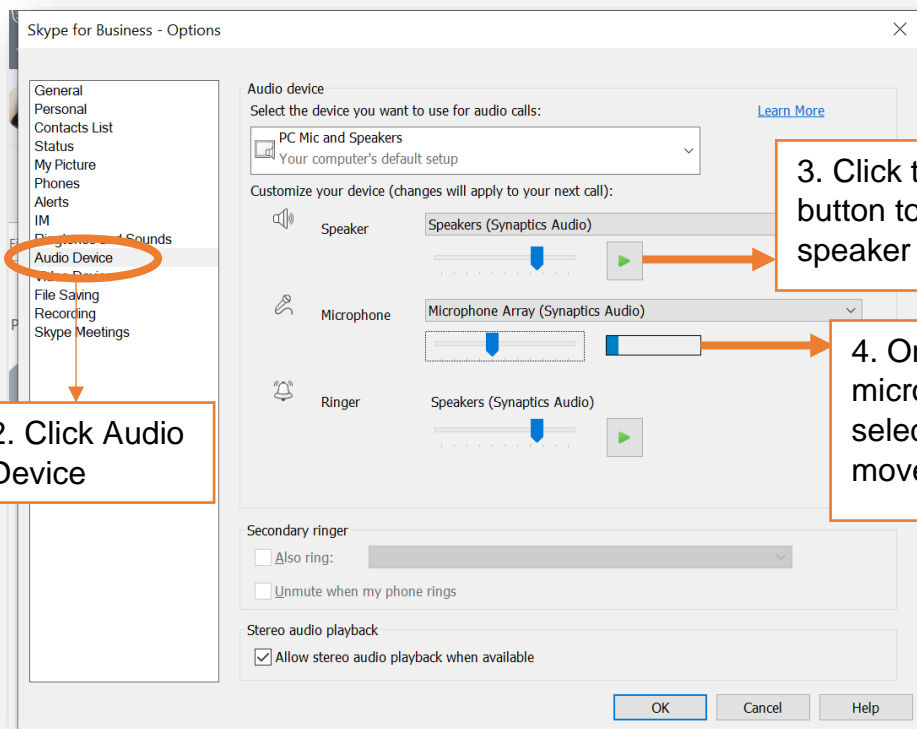 Skype for Business - Options
General
Personal
Contacts List
Status
My Picture
Phones
Alerts
IM
Ringtones and Sounds
Audio Device
Video Device
File Saving
Recording
Skype Meetings
2. Click Audio
Device
Audio device
Select the device you want to use for audio calls:
Learn More
PC Mic and Speakers
Your computer's default setup
Customize your device (changes will apply to your next call):
Speaker
Speakers (Synaptics Audio)
3. Click
button to
speaker
Microphone
Microphone Array (Synaptics Audio)
4.
Ringer
Speakers (Synaptics Audio)
Secondary ringer
Also ring:
Unmute when my phone rings
Stereo audio playback
Allow stereo audio playback when available
OK
Cancel
Help